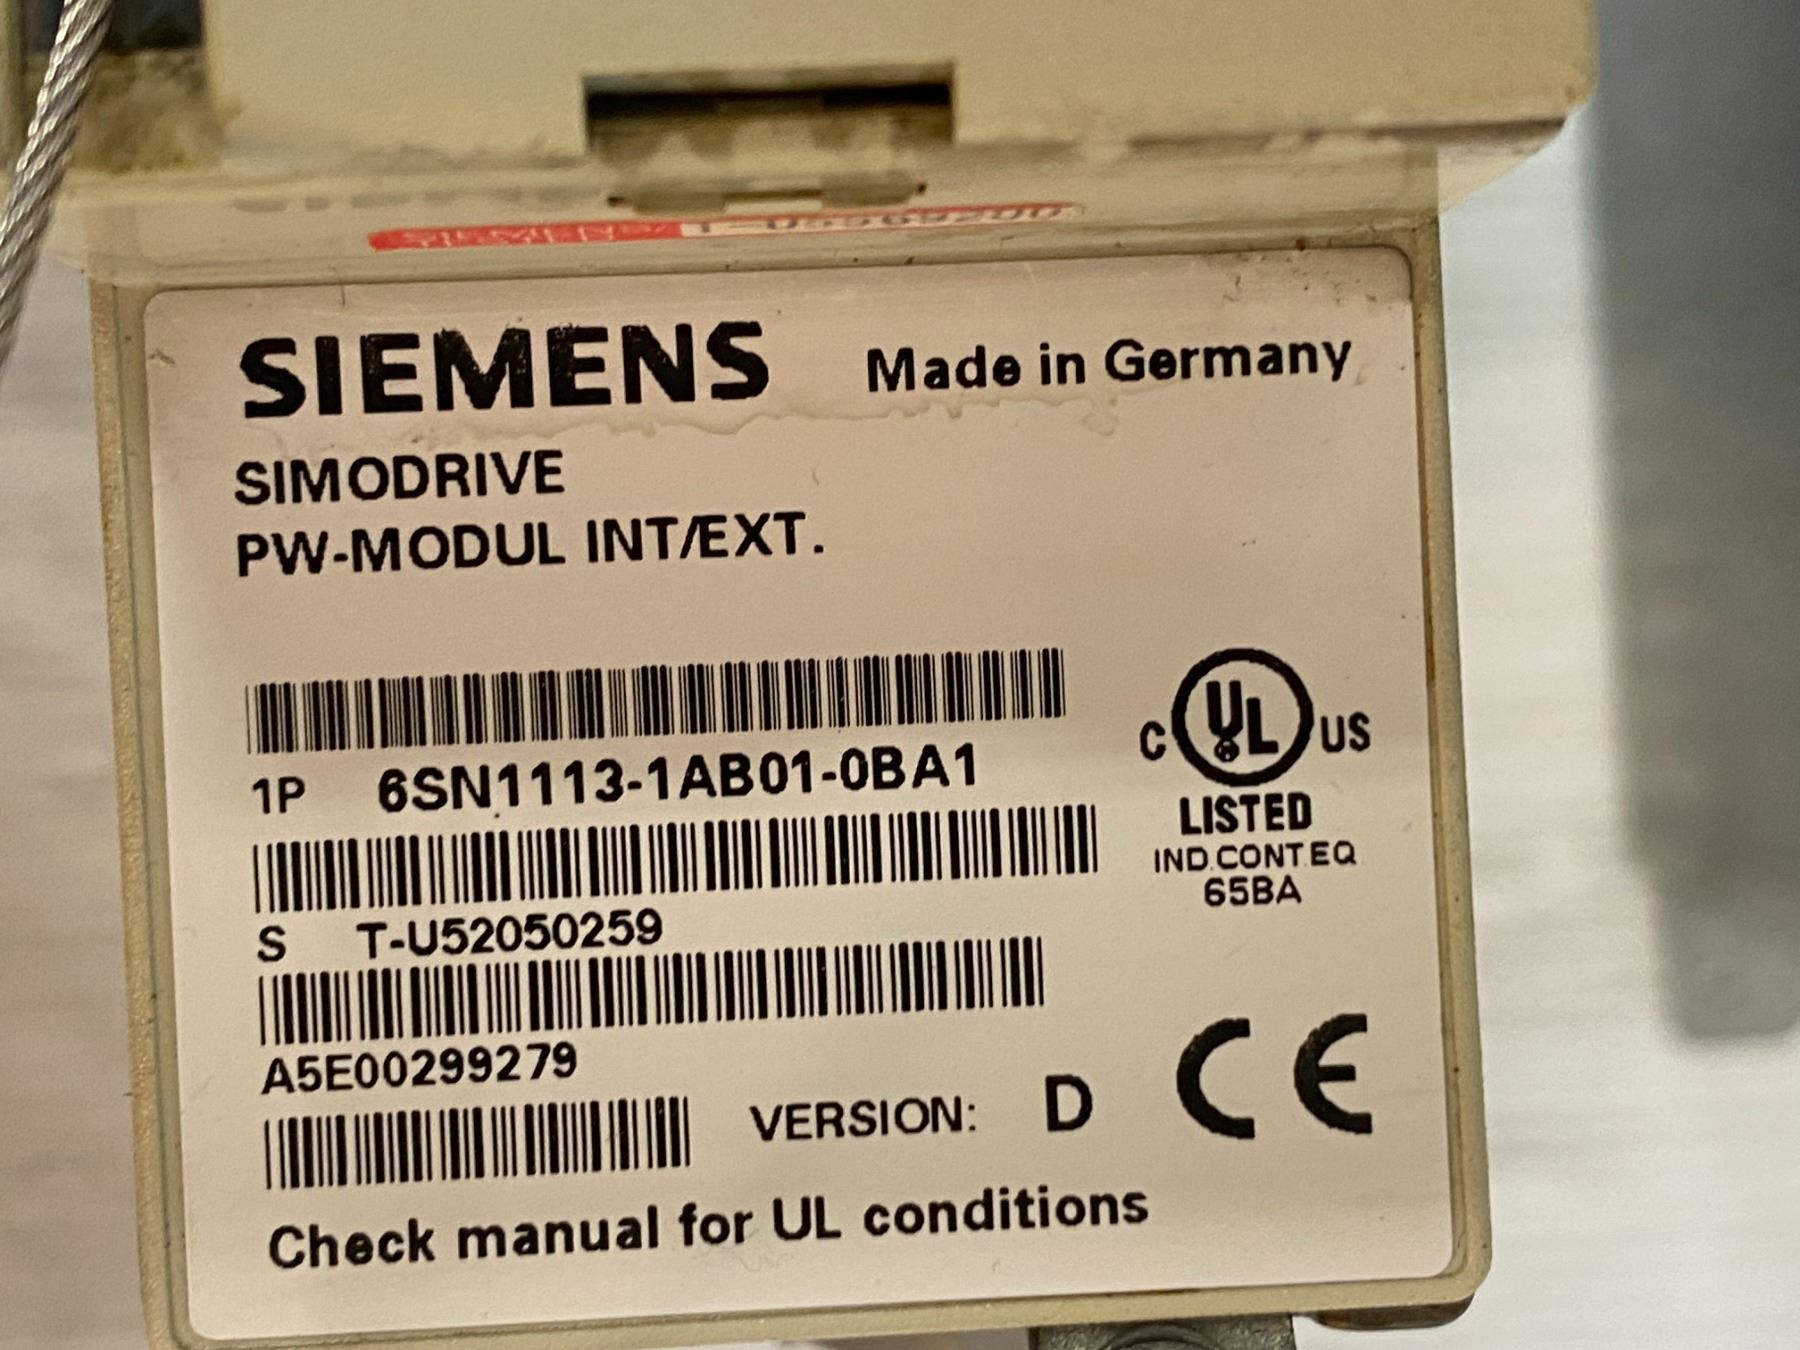 SIEMENS Made in Germany
SIMODRIVE
PW-MODUL INT/EXT.
1P 6SN1113-1AB01-0BA1
C UL US
LISTED
IND.CONT.EQ
65BA
S T-U52050259
A5E00299279
VERSION: D CE
Check manual for UL conditions